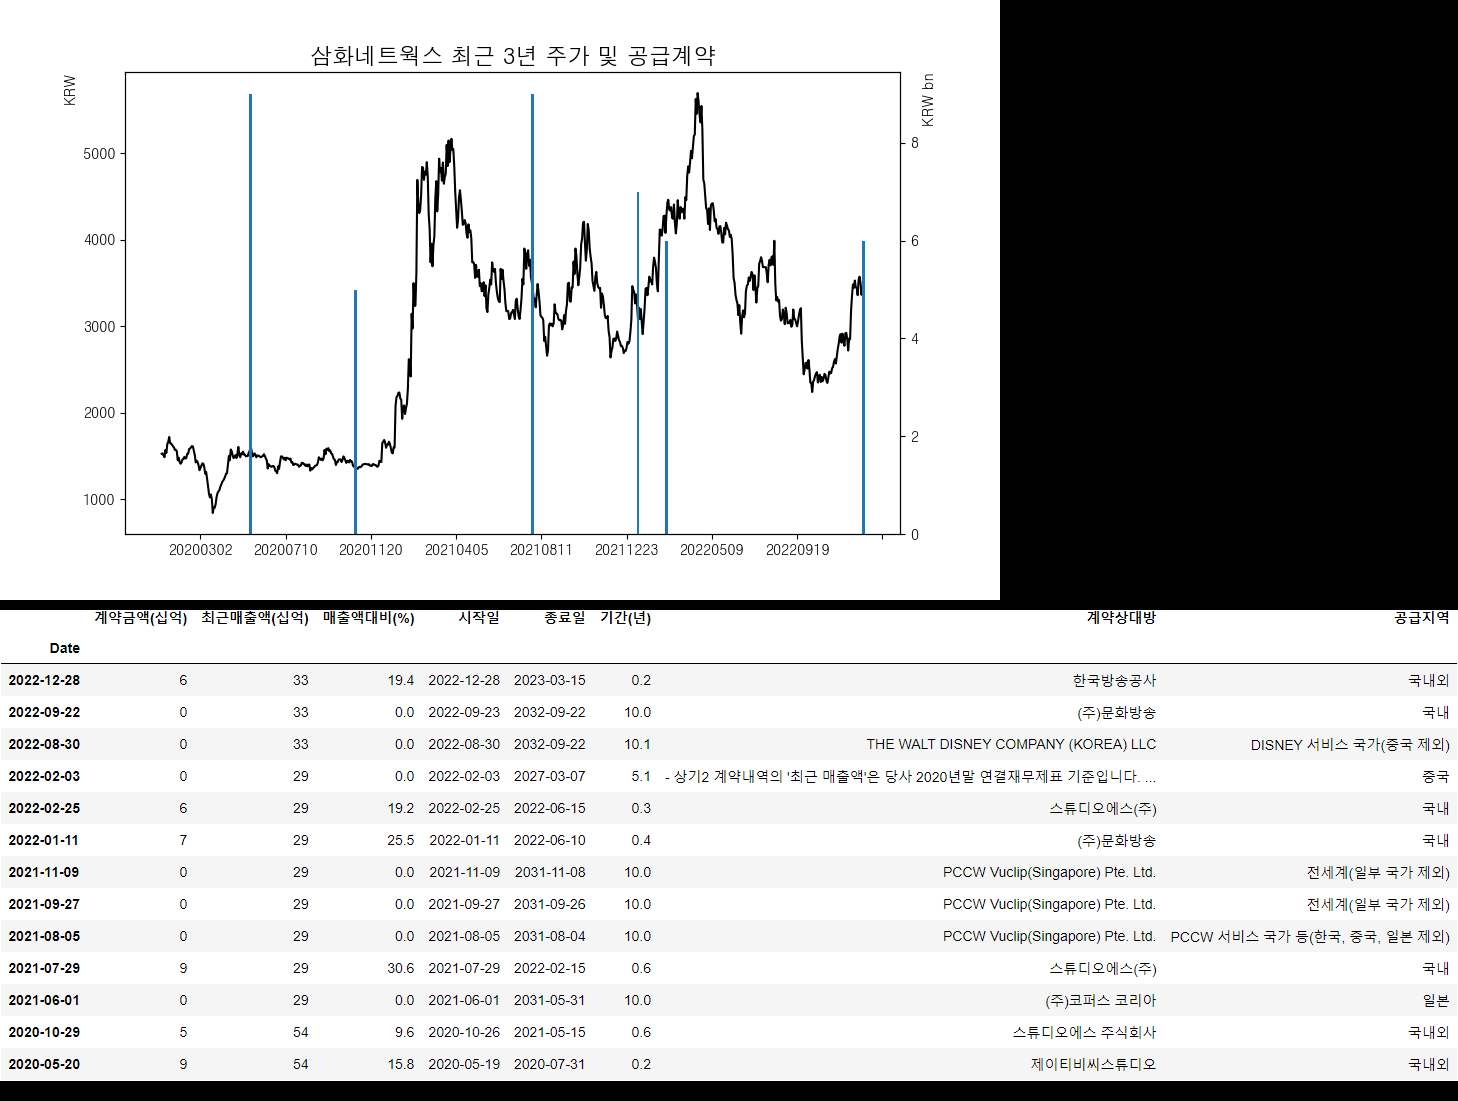 삼화네트웍스 최근 3년 주가 및 공급계약
KRW
KRW bn
5000
4000
3000
2000
1000
8
6
4
2
0
20200302 20200710 20201120 20210405 20210811 20211223 20220509 20220919
계약금액(십억) 최근매출액(십억) 매출액대비(%) 시작일 종료일 기간(년) 계약상대방 공급지역
Date
2022-12-28 6 33 19.4 2022-12-28 2023-03-15 0.2 한국방송공사 국내외
2022-09-22 0 33 0.0 2022-09-23 2032-09-22 10.0 (주)문화방송 국내
2022-08-30 0 33 0.0 2022-08-30 2032-09-22 10.1 THE WALT DISNEY COMPANY (KOREA) LLC DISNEY 서비스 국가(중국 제외)
2022-02-03 0 29 0.0 2022-02-03 2027-03-07 5.1 - 상기2 계약내역의 '최근 매출액'은 당사 2020년말 연결재무제표 기준입니다. ... 중국
2022-02-25 6 29 19.2 2022-02-25 2022-06-15 0.3 스튜디오에스(주) 국내
2022-01-11 7 29 25.5 2022-01-11 2022-06-10 0.4 (주)문화방송 국내
2021-11-09 0 29 0.0 2021-11-09 2031-11-08 10.0 PCCW Vuclip(Singapore) Pte. Ltd. 전세계(일부 국가 제외)
2021-09-27 0 29 0.0 2021-09-27 2031-09-26 10.0 PCCW Vuclip(Singapore) Pte. Ltd. 전세계(일부 국가 제외)
2021-08-05 0 29 0.0 2021-08-05 2031-08-04 10.0 PCCW Vuclip(Singapore) Pte. Ltd. PCCW 서비스 국가 등(한국, 중국, 일본 제외)
2021-07-29 9 29 30.6 2021-07-29 2022-02-15 0.6 스튜디오에스(주) 국내
2021-06-01 0 29 0.0 2021-06-01 2031-05-31 10.0 (주)코퍼스 코리아 일본
2020-10-29 5 54 9.6 2020-10-26 2021-05-15 0.6 스튜디오에스 주식회사 국내외
2020-05-20 9 54 15.8 2020-05-19 2020-07-31 0.2 제이티비씨스튜디오 국내외